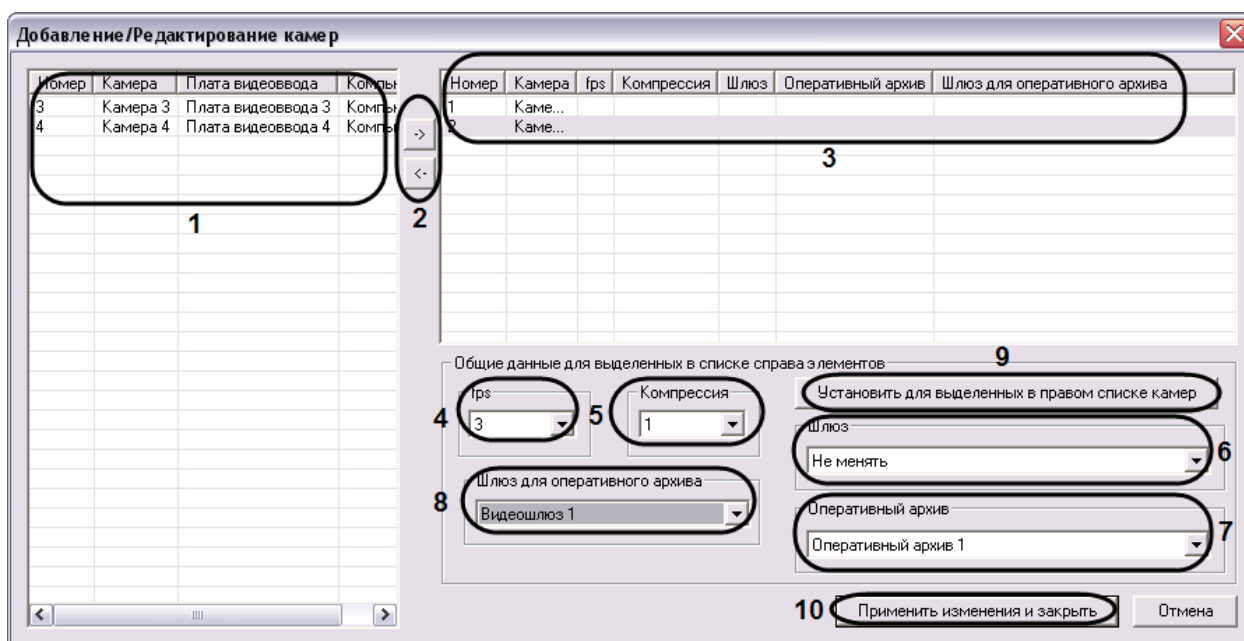 Добавление/Редактирование камер
Номер Камера Плата видеоввода Компь
3 Камера 3 Плата видеоввода 3 Компь
4 Камера 4 Плата видеоввода 4 Компь
1
->
<-
2
Номер Камера fps Компрессия Шлюз Оперативный архив Шлюз для оперативного архива
1 Каме...
2 Каме...
3
Общие данные для выделенных в списке справа элементов
9
fps
4
3
5
Компрессия
1
Установить для выделенных в правом списке камер
Шлюз
Не менять
6
8
Шлюз для оперативного архива
Видеошлюз 1
Оперативный архив
Оперативный архив 1
7
10
Применить изменения и закрыть
Отмена